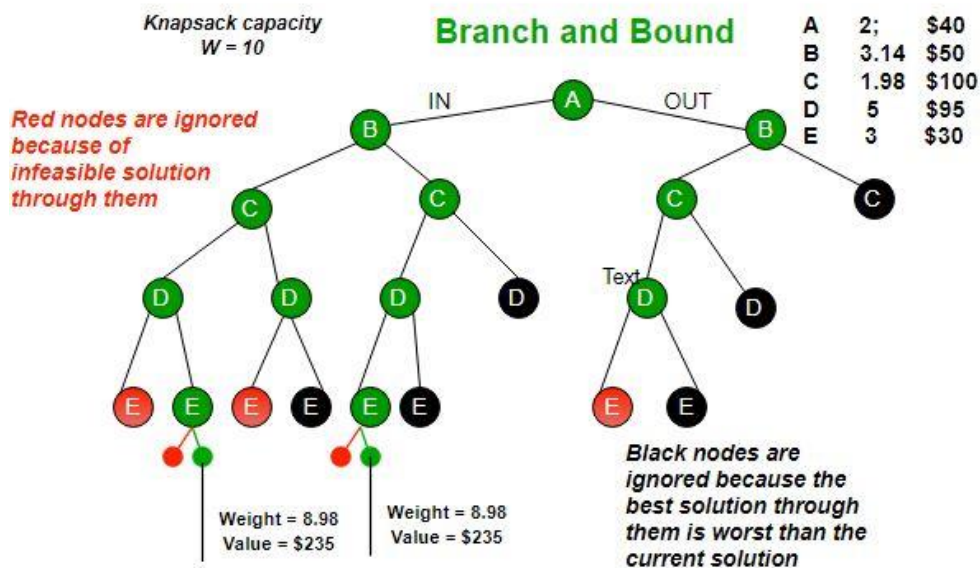 Knapsack capacity
W = 10
Branch and Bound
A 2; $40
B 3.14 $50
C 1.98 $100
D 5 $95
E 3 $30
Red nodes are ignored
because of
infeasible solution
through them
IN
OUT
A
B
B
C
C
C
C
Text
D
D
D
D
D
D
E
E
E
E
E
E
E
E
Weight = 8.98
Value = $235
Weight = 8.98
Value = $235
Black nodes are
ignored because the
best solution through
them is worst than the
current solution